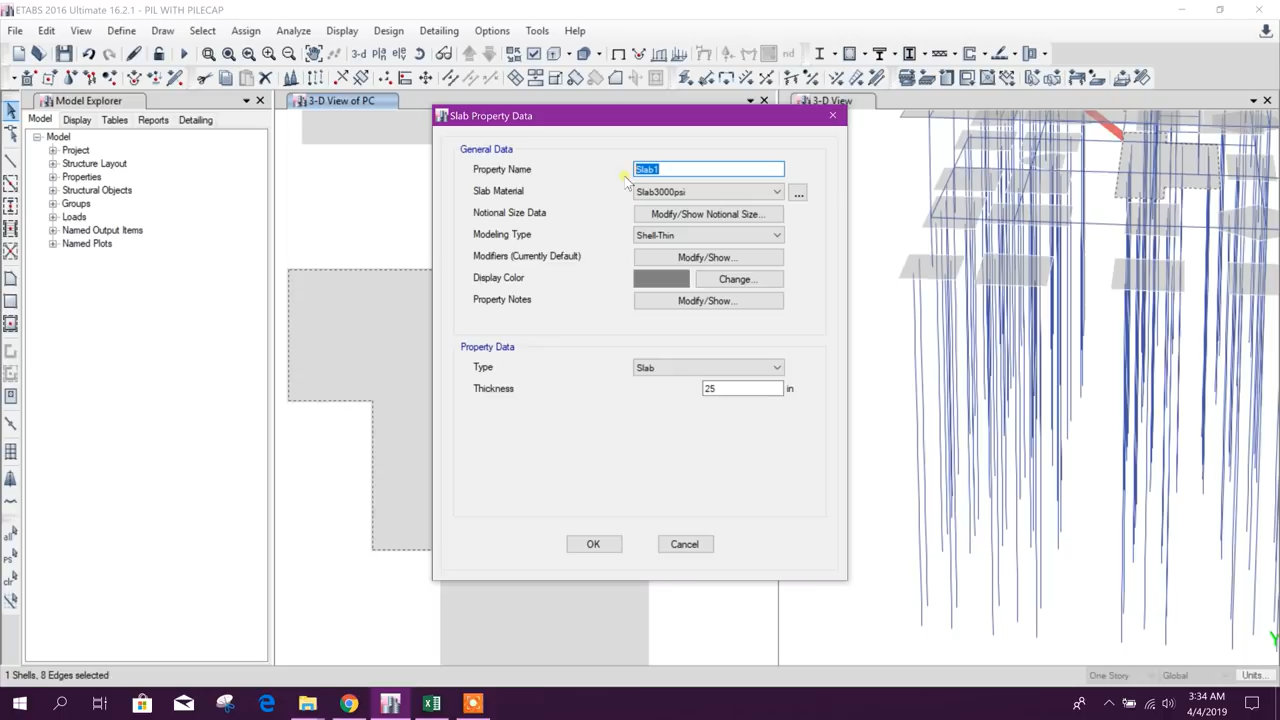 ETABS 2016 Ultimate 16.2.1 - PIL WITH PILECAP
File Edit View Define Draw Select Assign Analyze Display Design Detailing Options Tools Help
3-d nd
Model Explorer
3-D View of PC
3-D View
Slab Property Data
Model Display Tables Reports Detailing
Model
Project
Structure Layout
Properties
Structural Objects
Groups
Loads
Named Output Items
Named Plots
General Data
Property Name Slab1
Slab Material Slab3000psi ...
Notional Size Data Modify/Show Notional Size...
Modeling Type Shell-Thin
Modifiers (Currently Default) Modify/Show...
Display Color Change...
Property Notes Modify/Show...
Property Data
Type Slab
Thickness 25 in
OK Cancel
all
PS
clr
Y
1 Shells, 8 Edges selected
One Story Global Units...
3:34 AM
4/4/2019